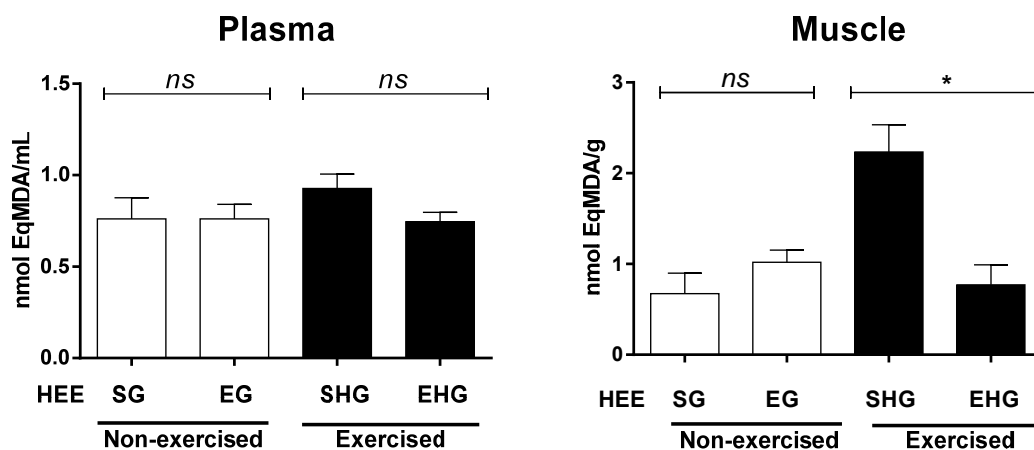 Plasma
ns
ns
nmol EqMDA/mL
1.5
1.0
0.5
0.0
HEE SG EG SHG EHG
Non-exercised Exercised
Muscle
ns
*
nmol EqMDA/g
3
2
1
0
HEE SG EG SHG EHG
Non-exercised Exercised